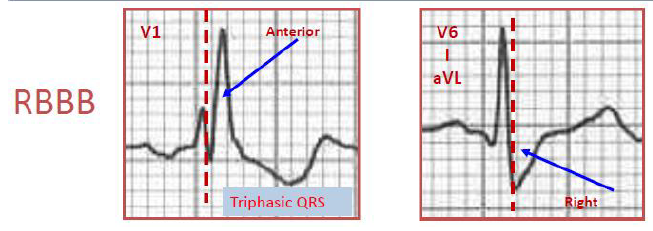 RBBB
V1
Anterior
Triphasic QRS
V6
I
aVL
Right